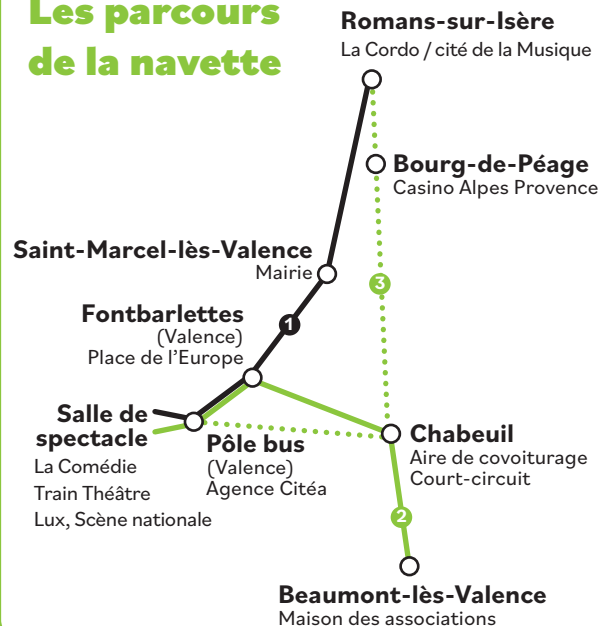 Les parcours
de la navette
Romans-sur-Isère
La Cordo / cité de la Musique
Bourg-de-Péage
Casino Alpes Provence
Saint-Marcel-lès-Valence
Mairie
3
Fontbarlettes
(Valence)
Place de l'Europe
1
Salle de
spectacle
La Comédie
Train Théâtre
Lux, Scène nationale
Pôle bus
(Valence)
Agence Citéa
Chabeuil
Aire de covoiturage
Court-circuit
2
Beaumont-lès-Valence
Maison des associations